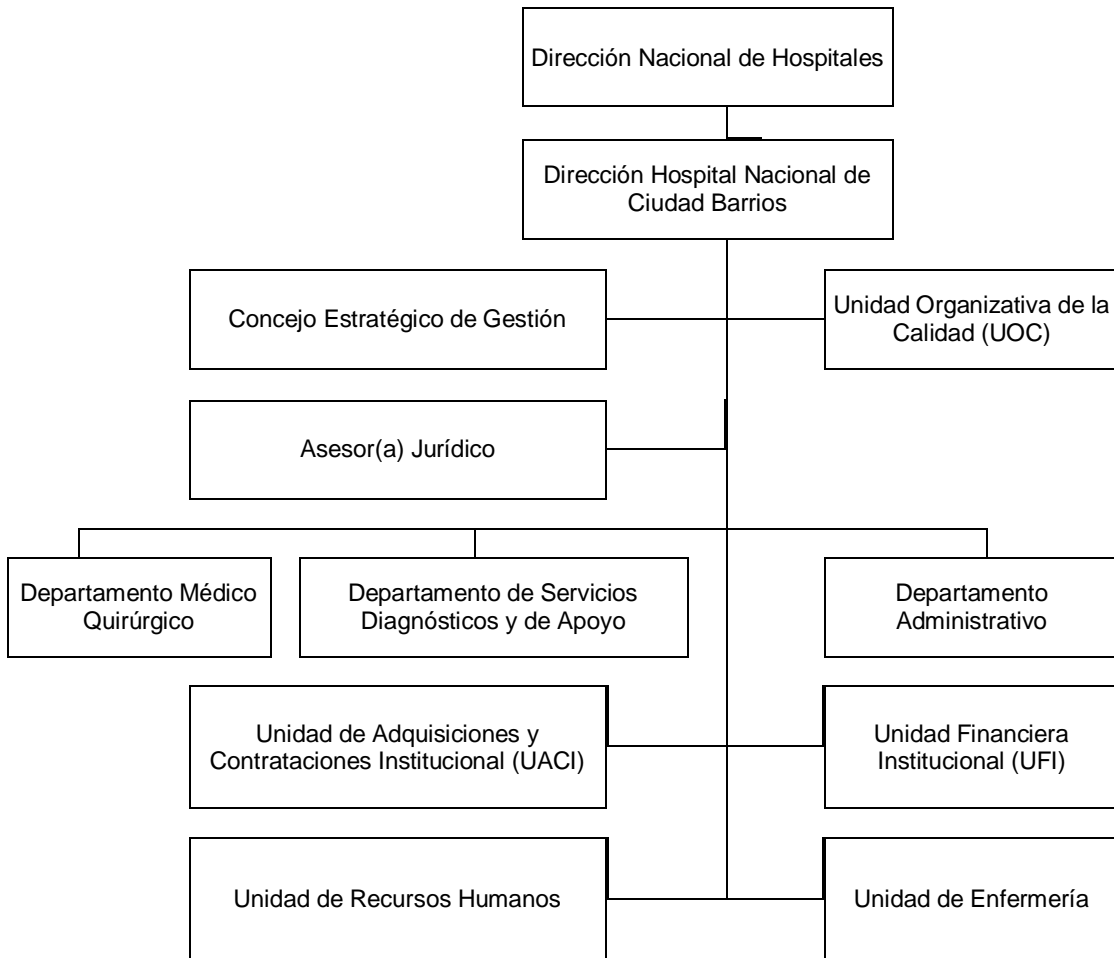 Dirección Nacional de Hospitales
Dirección Hospital Nacional de
Ciudad Barrios
Concejo Estratégico de Gestión
Unidad Organizativa de la
Calidad (UOC)
Asesor(a) Jurídico
Departamento Médico
Quirúrgico
Departamento de Servicios
Diagnósticos y de Apoyo
Departamento
Administrativo
Unidad de Adquisiciones y
Contrataciones Institucional (UACI)
Unidad Financiera
Institucional (UFI)
Unidad de Recursos Humanos
Unidad de Enfermería